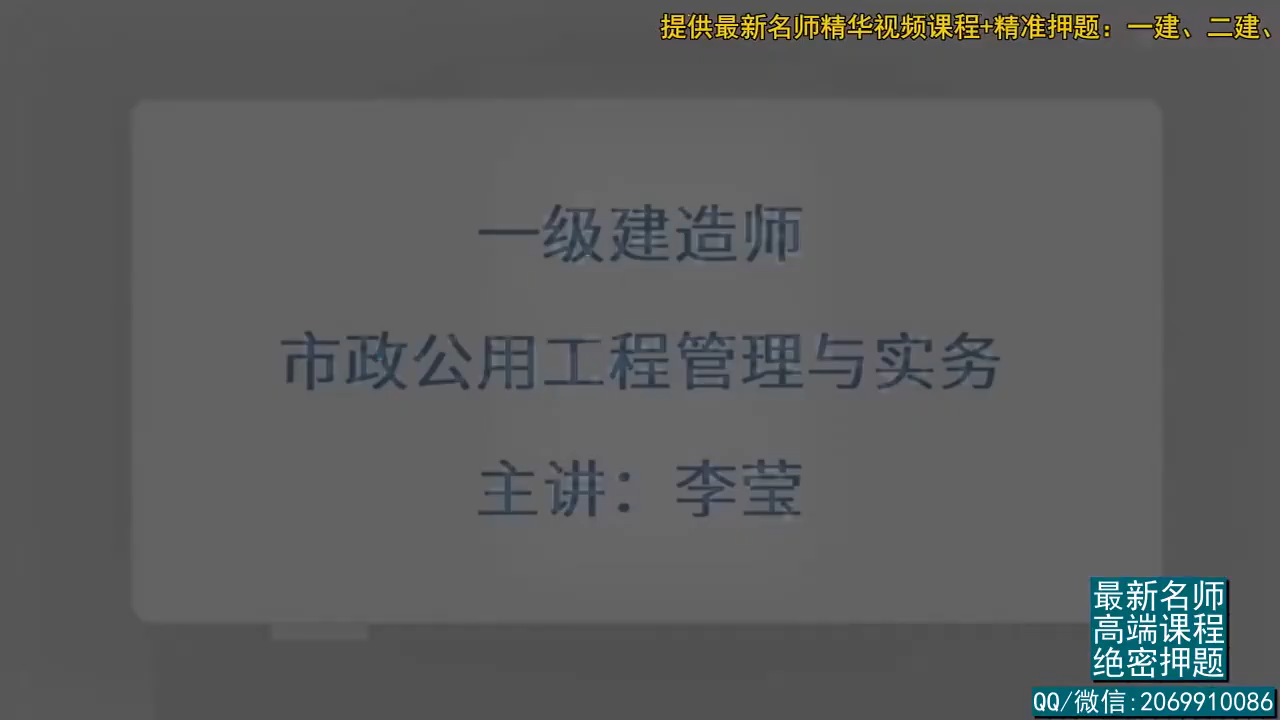 提供最新名师精华视频课程+精准押题：一建、二建、
一级建造师
市政公用工程管理与实务
主讲：李莹
最新名师
高端课程
绝密押题
QQ/微信:2069910086